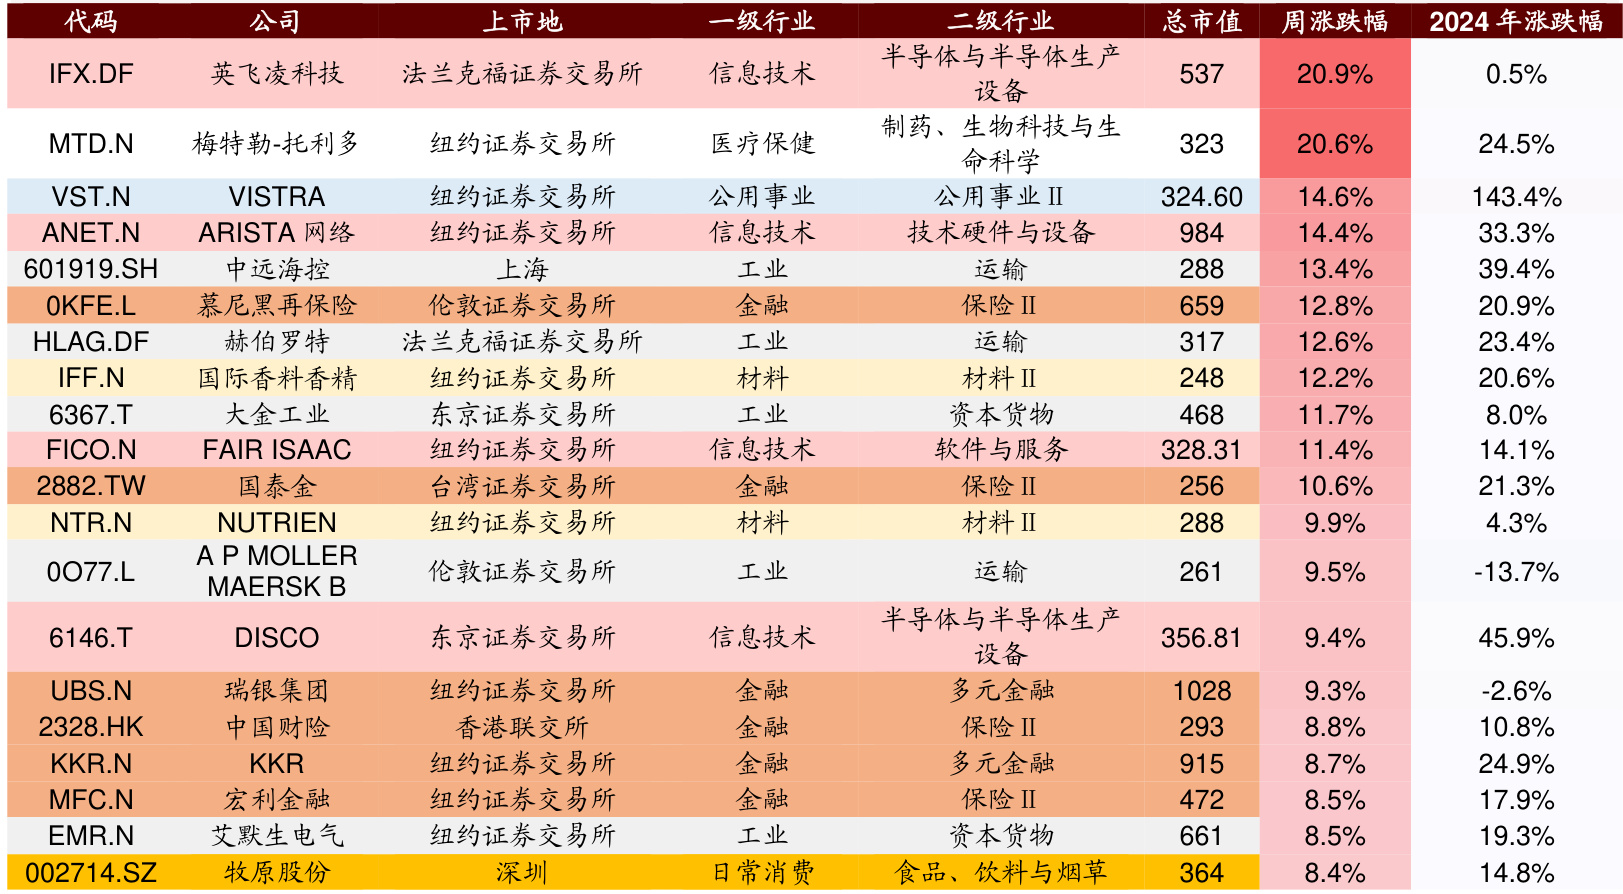 代码 公司 上市地 一级行业 二级行业 总市值 周涨跌幅 2024 年涨跌幅
IFX.DF 英飞凌科技 法兰克福证券交易所 信息技术 半导体与半导体生产 537 20.9% 0.5%
设备
MTD.N 梅特勒-托利多 纽约证券交易所 医疗保健 制药、生物科技与生 323 20.6% 24.5%
命科学
VST.N VISTRA 纽约证券交易所 公用事业 公用事业 II 324.60 14.6% 143.4%
ANET.N ARISTA 网络 纽约证券交易所 信息技术 技术硬件与设备 984 14.4% 33.3%
601919.SH 中远海控 上海 工业 运输 288 13.4% 39.4%
0KFE.L 慕尼黑再保险 伦敦证券交易所 金融 保险 II 659 12.8% 20.9%
HLAG.DF 赫伯罗特 法兰克福证券交易所 工业 运输 317 12.6% 23.4%
IFF.N 国际香料香精 纽约证券交易所 材料 材料 II 248 12.2% 20.6%
6367.T 大金工业 东京证券交易所 工业 资本货物 468 11.7% 8.0%
FICO.N FAIR ISAAC 纽约证券交易所 信息技术 软件与服务 328.31 11.4% 14.1%
2882.TW 国泰金 台湾证券交易所 金融 保险 II 256 10.6% 21.3%
NTR.N NUTRIEN 纽约证券交易所 材料 材料 II 288 9.9% 4.3%
0O77.L A P MOLLER 伦敦证券交易所 工业 运输 261 9.5% -13.7%
MAERSK B
6146.T DISCO 东京证券交易所 信息技术 半导体与半导体生产 356.81 9.4% 45.9%
设备
UBS.N 瑞银集团 纽约证券交易所 金融 多元金融 1028 9.3% -2.6%
2328.HK 中国财险 香港联交所 金融 保险 II 293 8.8% 10.8%
KKR.N KKR 纽约证券交易所 金融 多元金融 915 8.7% 24.9%
MFC.N 宏利金融 纽约证券交易所 金融 保险 II 472 8.5% 17.9%
EMR.N 艾默生电气 纽约证券交易所 工业 资本货物 661 8.5% 19.3%
002714.SZ 牧原股份 深圳 日常消费 食品、饮料与烟草 364 8.4% 14.8%